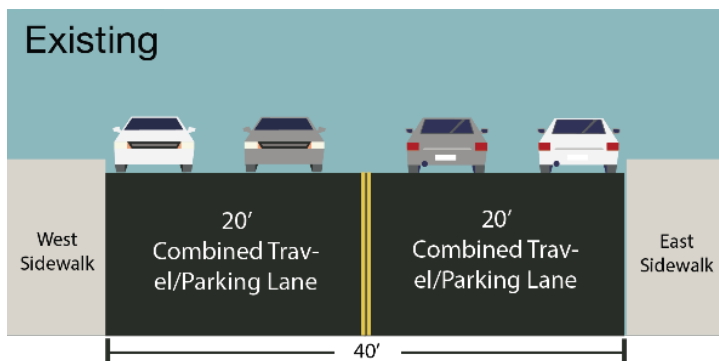 Existing
West
Sidewalk
20’
Combined Trav-
el/Parking Lane
20’
Combined Trav-
el/Parking Lane
East
Sidewalk
40’